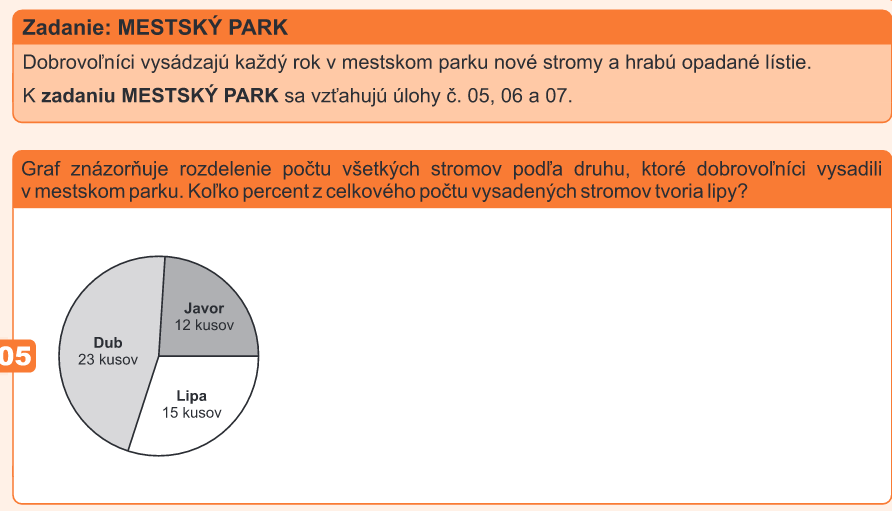 Zadanie: MESTSKÝ PARK
Dobrovoľníci vysádzajú každý rok v mestskom parku nové stromy a hrabú opadané lístie.
K zadaniu MESTSKÝ PARK sa vzťahujú úlohy č. 05, 06 a 07.
Graf znázorňuje rozdelenie počtu všetkých stromov podľa druhu, ktoré dobrovoľníci vysadili
v mestskom parku. Koľko percent z celkového počtu vysadených stromov tvoria lipy?
Javor
12 kusov
Dub
23 kusov
05
Lipa
15 kusov